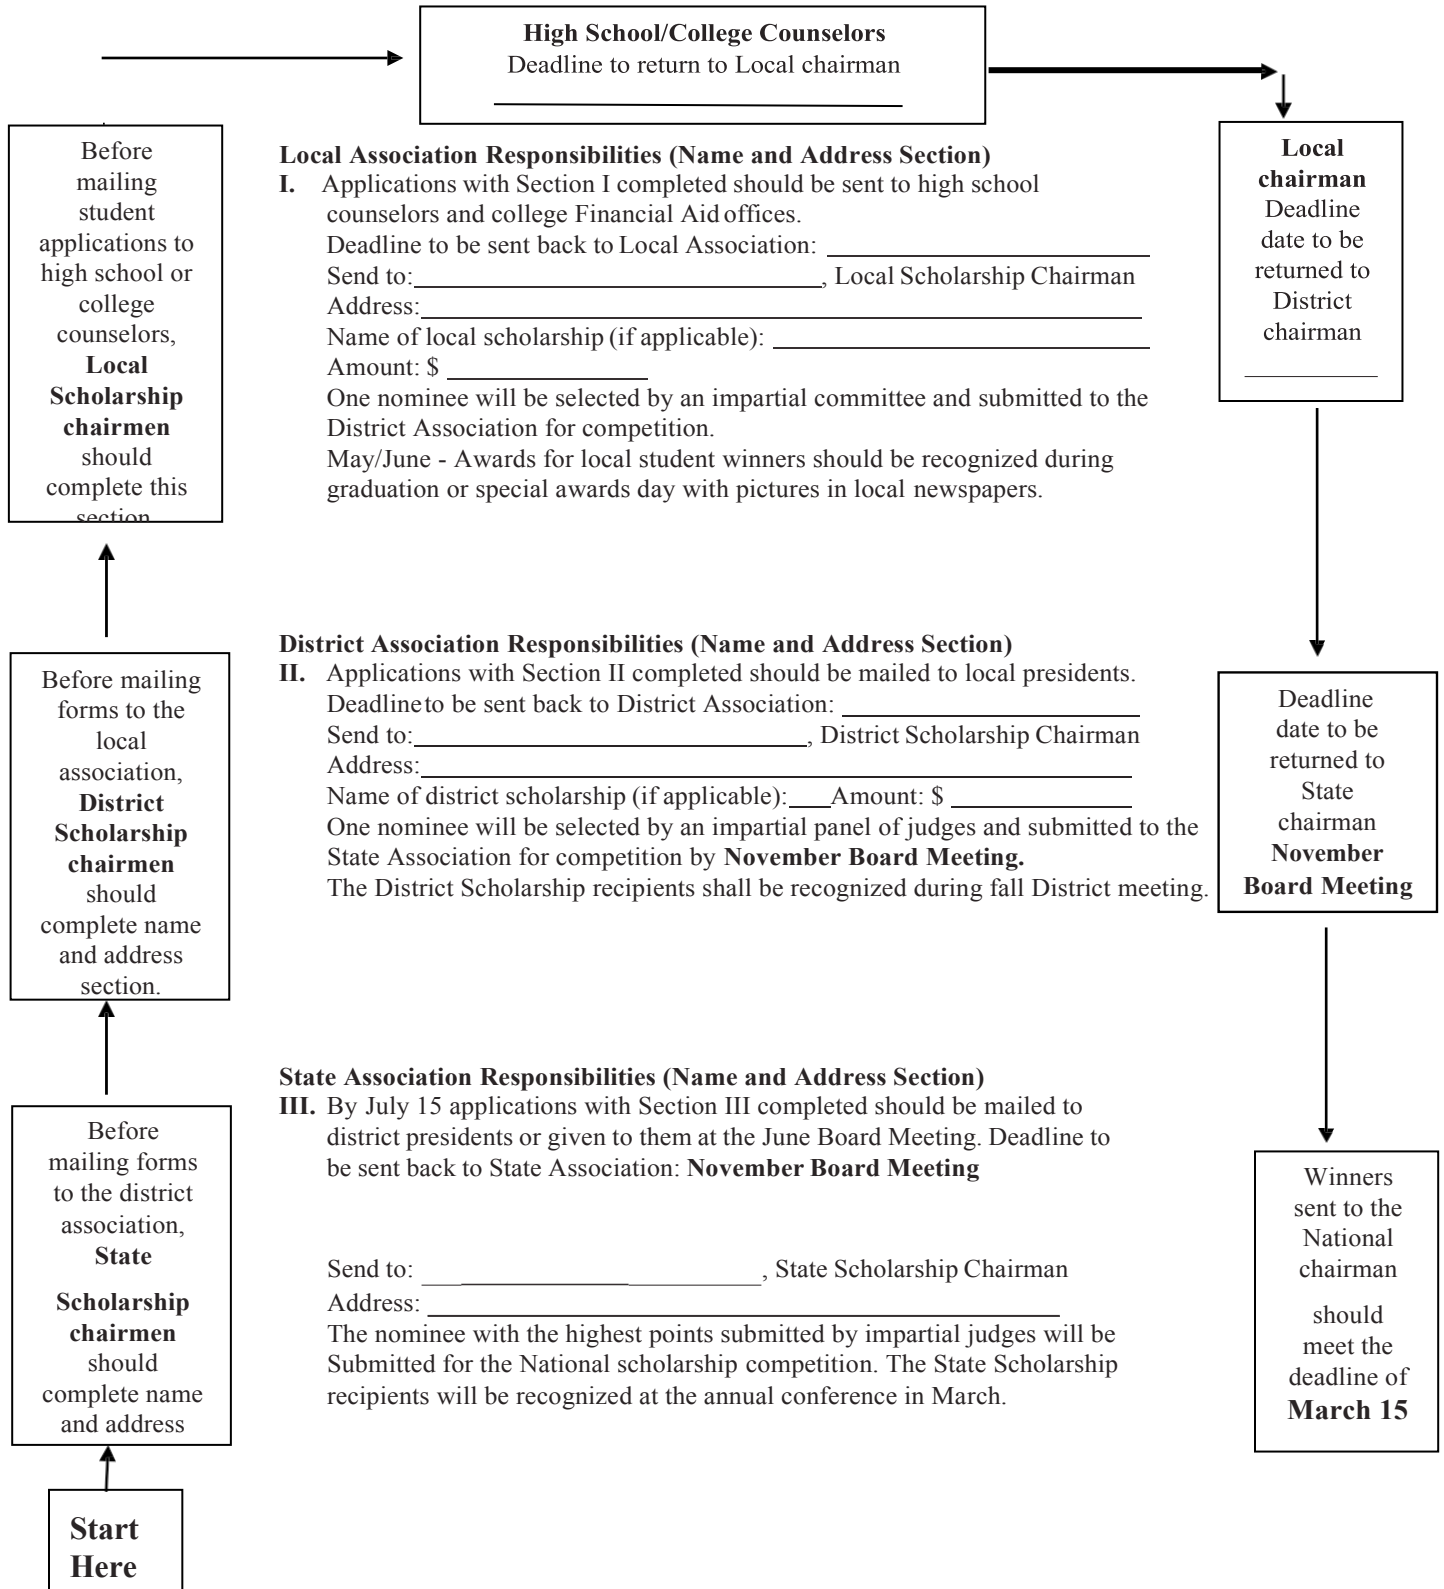 High School/College Counselors
Deadline to return to Local chairman
Before
mailing
student
applications to
high school or
college
counselors,
Local
Scholarship
chairmen
should
complete this
section
Local Association Responsibilities (Name and Address Section)
I. Applications with Section I completed should be sent to high school
counselors and college Financial Aid offices.
Deadline to be sent back to Local Association:
Send to: , Local Scholarship Chairman
Address:
Name of local scholarship (if applicable):
Amount: $
One nominee will be selected by an impartial committee and submitted to the
District Association for competition.
May/June - Awards for local student winners should be recognized during
graduation or special awards day with pictures in local newspapers.
Local
chairman
Deadline
date to be
returned to
District
chairman
Before mailing
forms to the
local
association,
District
Scholarship
chairmen
should
complete name
and address
section.
District Association Responsibilities (Name and Address Section)
II. Applications with Section II completed should be mailed to local presidents.
Deadline to be sent back to District Association:
Send to: , District Scholarship Chairman
Address:
Name of district scholarship (if applicable): Amount: $
One nominee will be selected by an impartial panel of judges and submitted to the
State Association for competition by November Board Meeting.
The District Scholarship recipients shall be recognized during fall District meeting.
Deadline
date to be
returned to
State
chairman
November
Board Meeting
Before
mailing forms
to the district
association,
State
Scholarship
chairmen
should
complete name
and address
State Association Responsibilities (Name and Address Section)
III. By July 15 applications with Section III completed should be mailed to
district presidents or given to them at the June Board Meeting. Deadline to
be sent back to State Association: November Board Meeting
Send to: , State Scholarship Chairman
Address:
The nominee with the highest points submitted by impartial judges will be
Submitted for the National scholarship competition. The State Scholarship
recipients will be recognized at the annual conference in March.
Winners
sent to the
National
chairman
should
meet the
deadline of
March 15
Start
Here